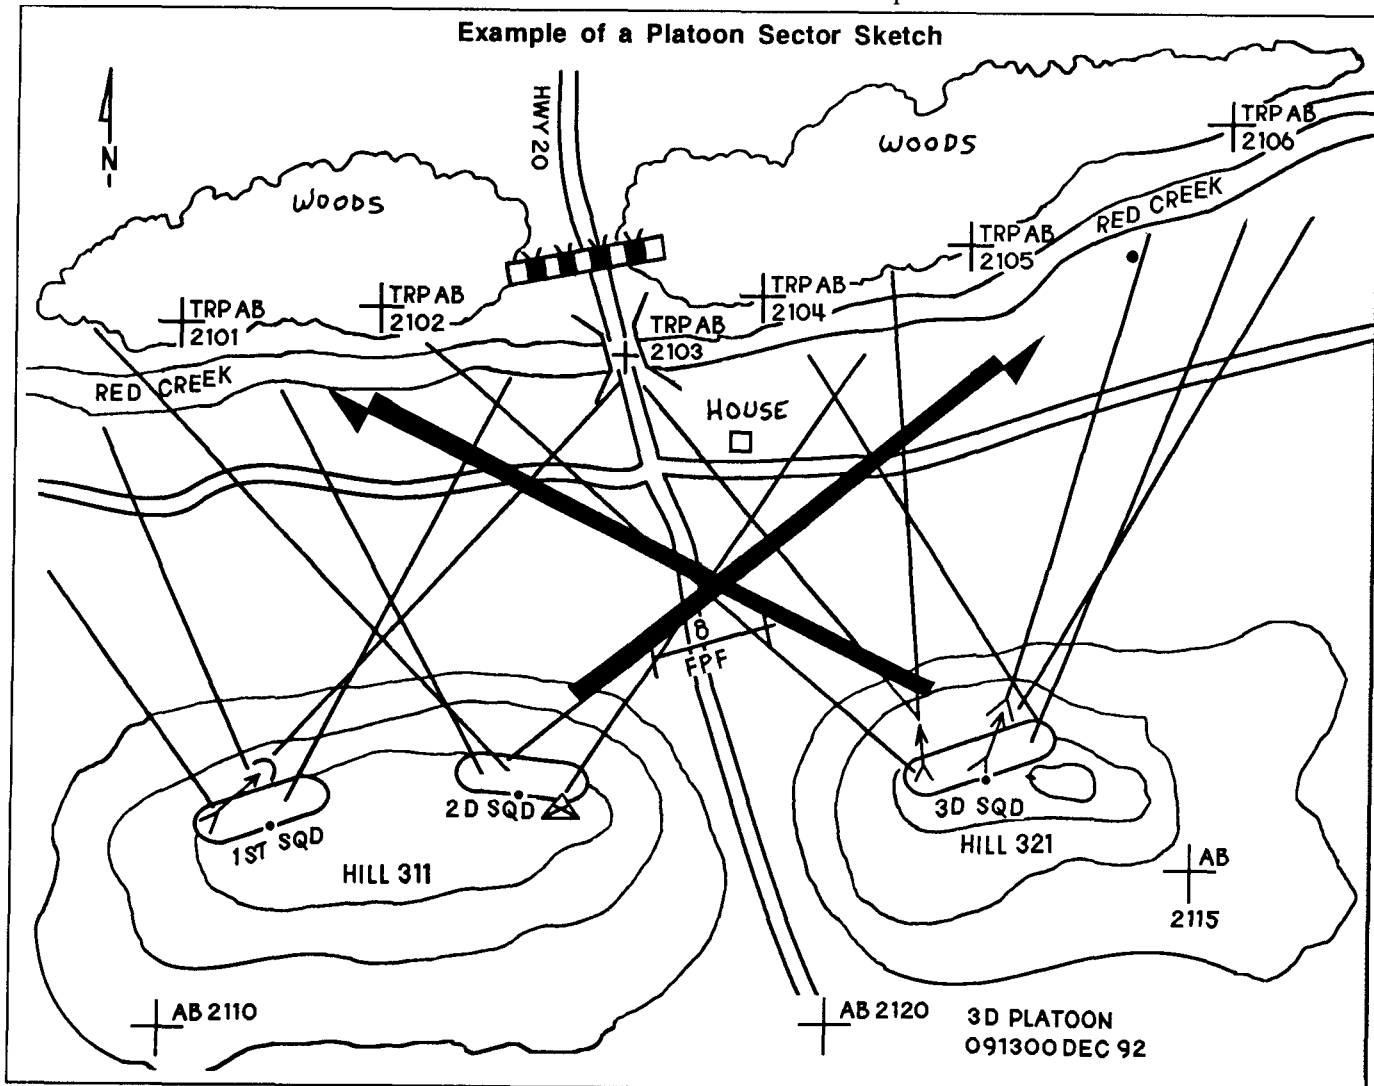 Example of a Platoon Sector Sketch
N
HWY 20
WOODS
WOODS
TRP AB
2106
RED CREEK
TRP AB
2105
TRP AB
2104
TRP AB
2101
TRP AB
2102
TRP AB
2103
RED CREEK
HOUSE
8
FPF
1ST SQD
2D SQD
3D SQD
HILL 311
HILL 321
AB
2115
AB 2110
AB 2120
3D PLATOON
091300 DEC 92